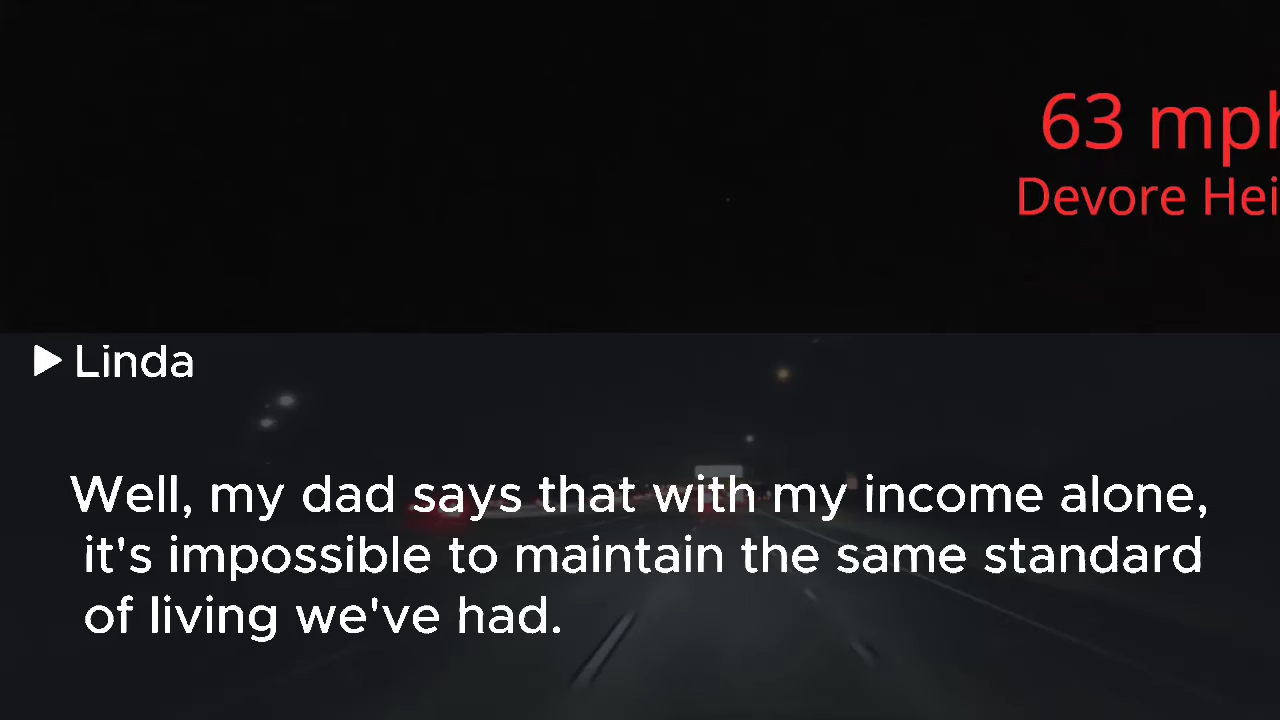 63 mph
Devore Hei
Linda
Well, my dad says that with my income alone,
it's impossible to maintain the same standard
of living we've had.